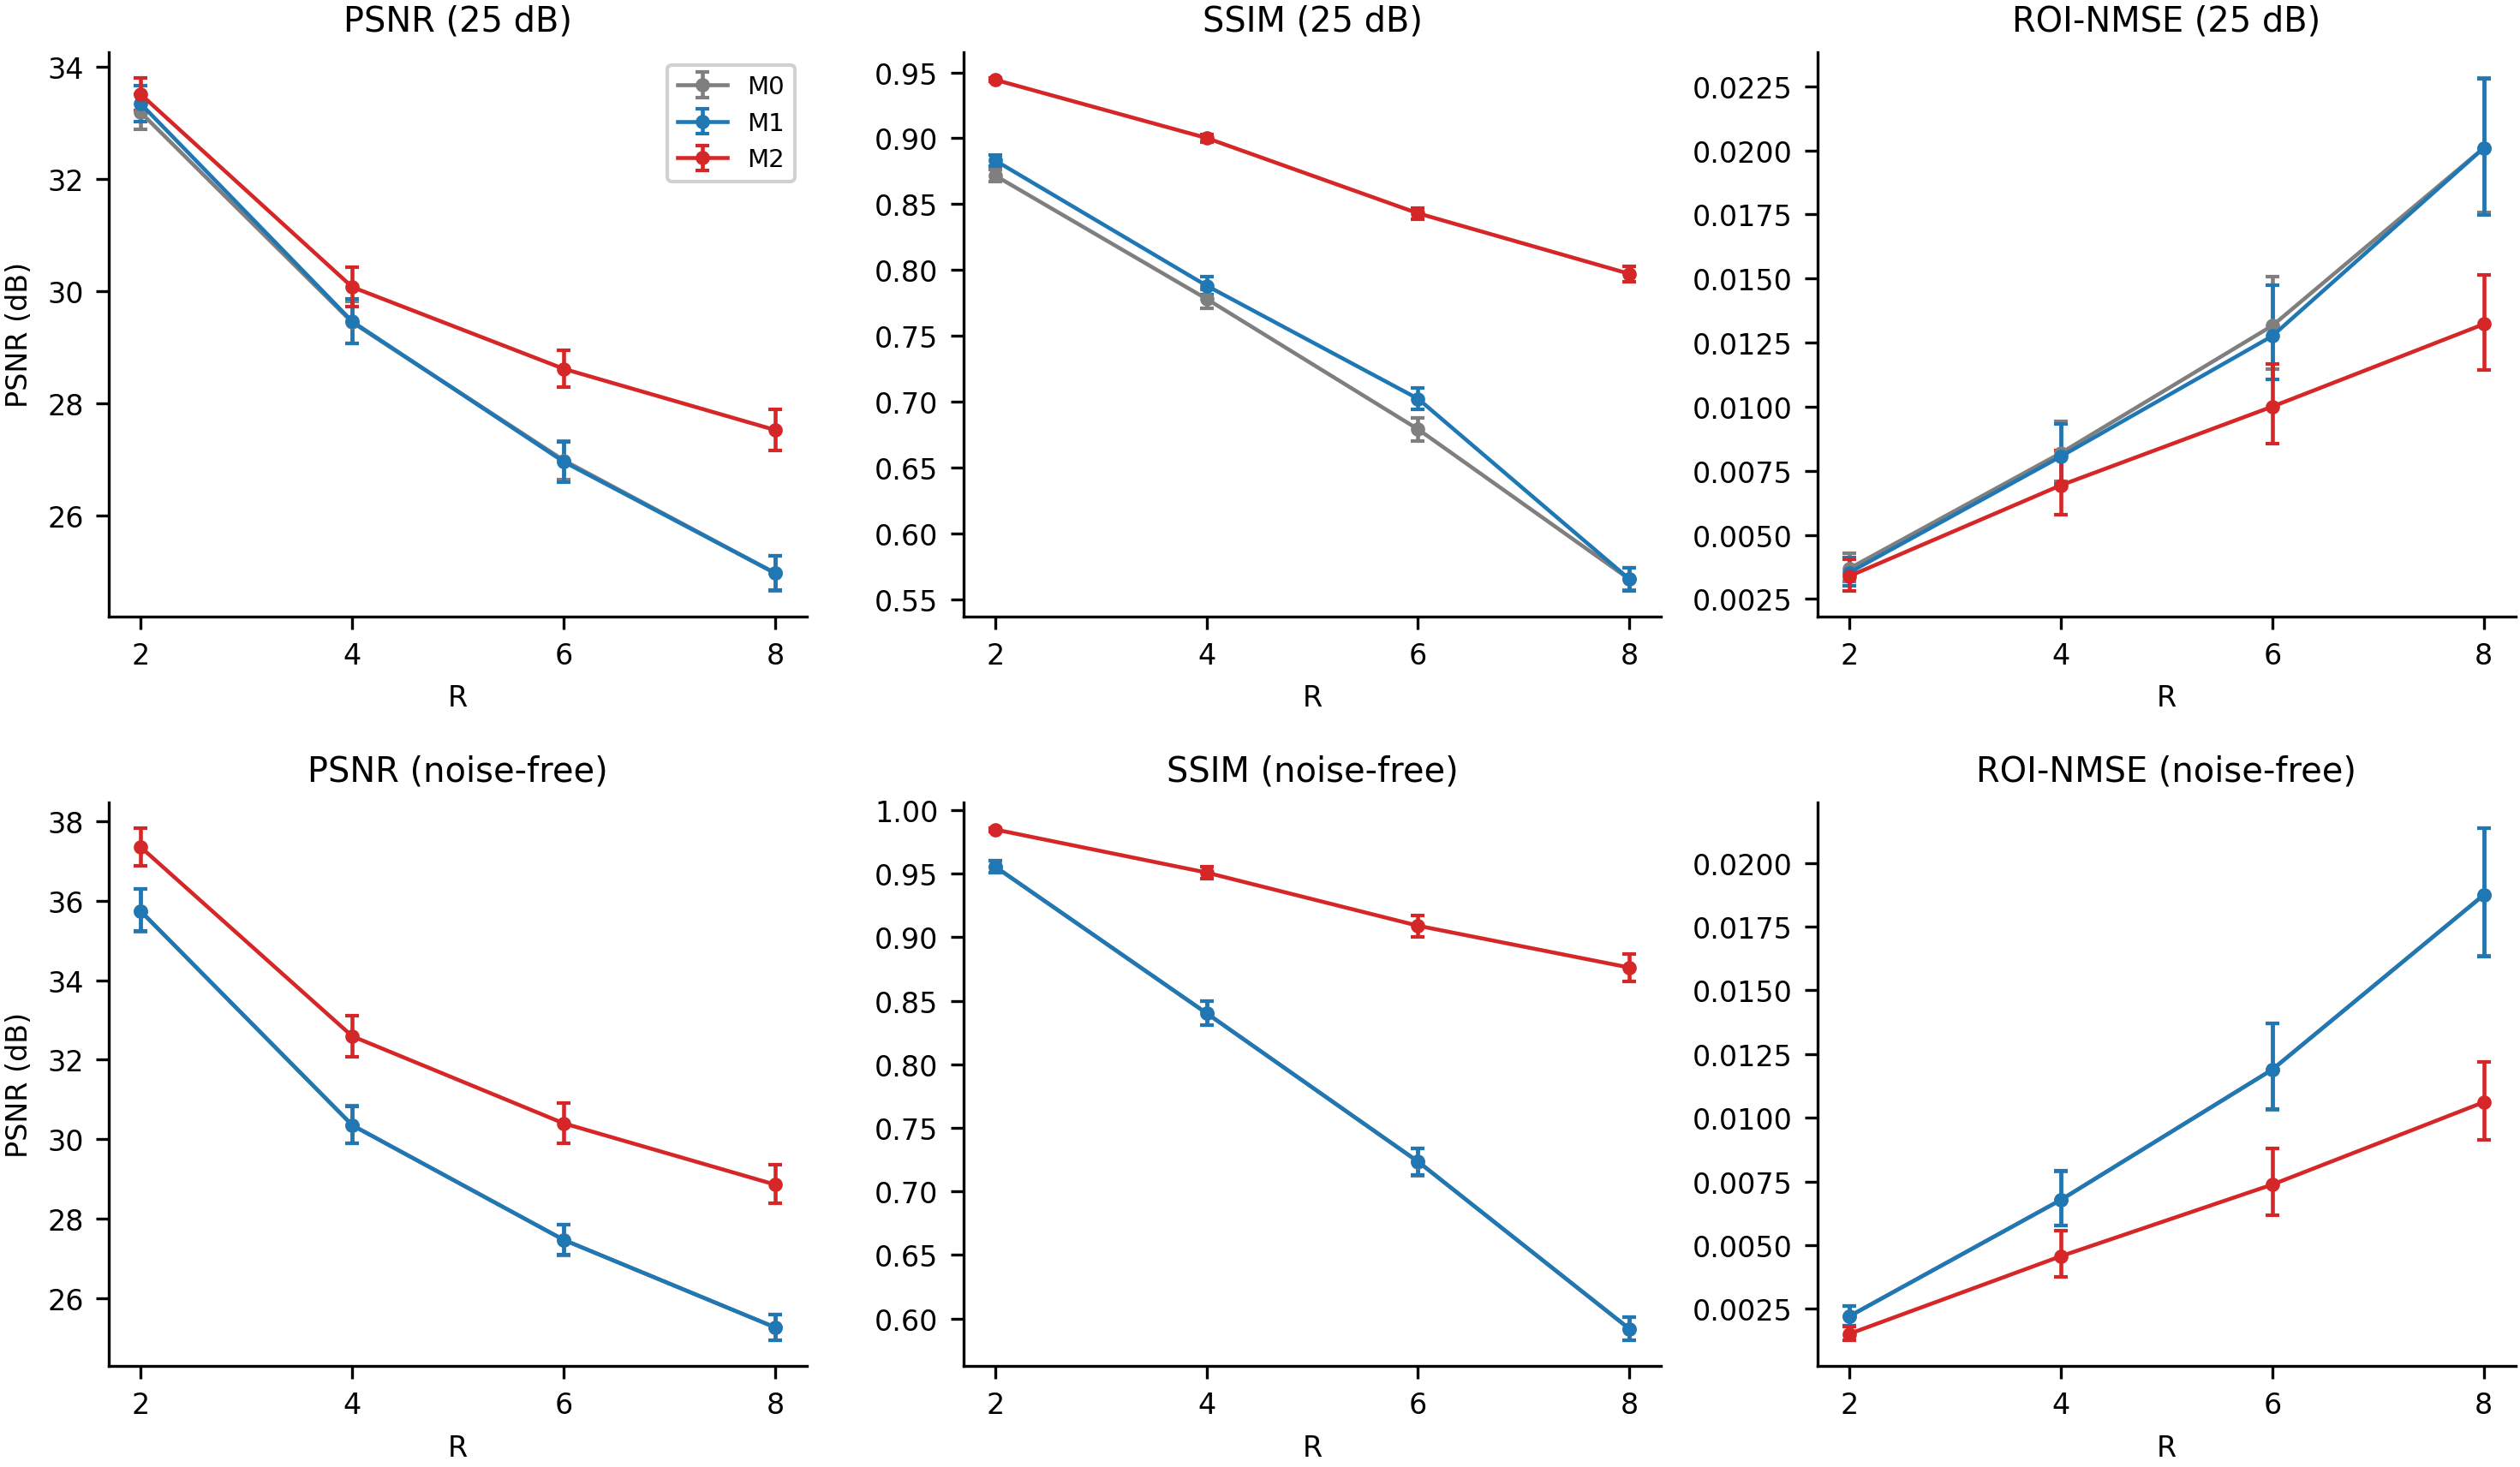 PSNR (25 dB)
34
32
30
28
26
PSNR (dB)
M0
M1
M2
2 4 6 8
R
SSIM (25 dB)
0.95
0.90
0.85
0.80
0.75
0.70
0.65
0.60
0.55
2 4 6 8
R
ROI-NMSE (25 dB)
0.0225
0.0200
0.0175
0.0150
0.0125
0.0100
0.0075
0.0050
0.0025
2 4 6 8
R
PSNR (noise-free)
38
36
34
32
30
28
26
PSNR (dB)
2 4 6 8
R
SSIM (noise-free)
1.00
0.95
0.90
0.85
0.80
0.75
0.70
0.65
0.60
2 4 6 8
R
ROI-NMSE (noise-free)
0.0200
0.0175
0.0150
0.0125
0.0100
0.0075
0.0050
0.0025
2 4 6 8
R